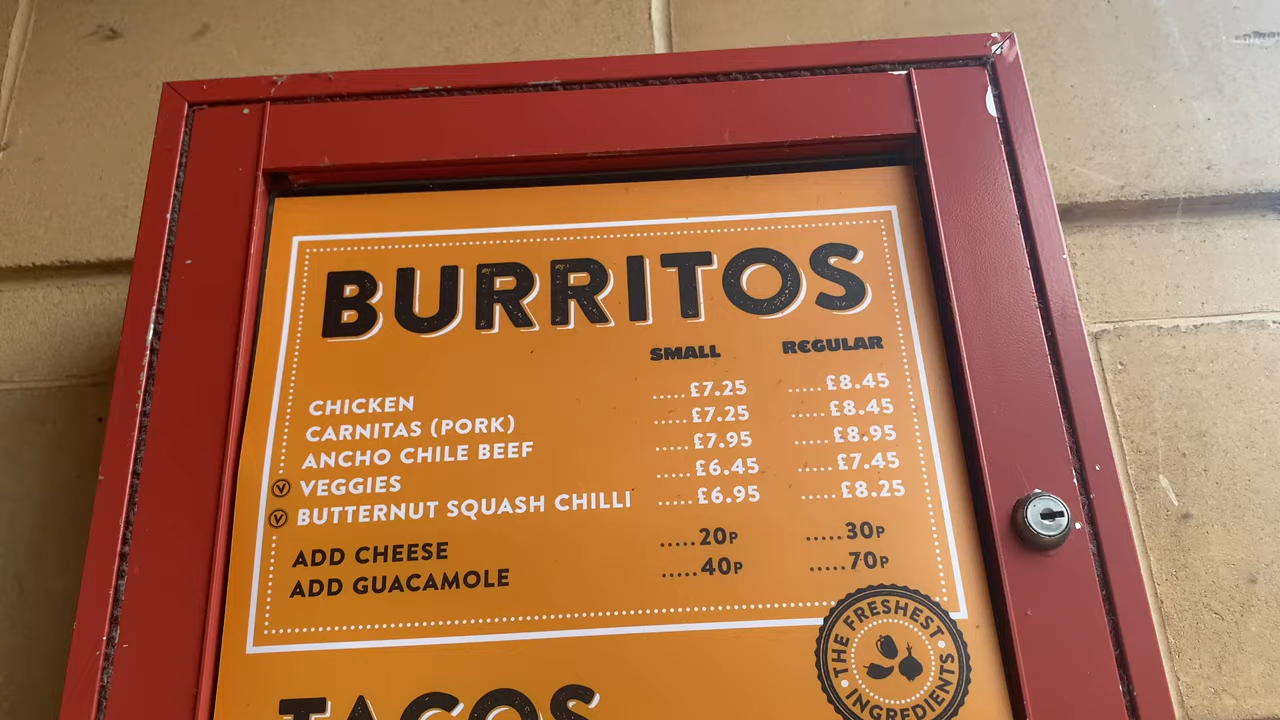 BURRITOS
SMALL REGULAR
CHICKEN .....£7.25 .....£8.45
CARNITAS (PORK) .....£7.25 .....£8.45
ANCHO CHILE BEEF .....£7.95 .....£8.95
V VEGGIES .....£6.45 .....£7.45
V BUTTERNUT SQUASH CHILLI .....£6.95 .....£8.25
ADD CHEESE .....20P .....30P
ADD GUACAMOLE .....40P .....70P
THE FRESHEST
INGREDIENTS
TACOS